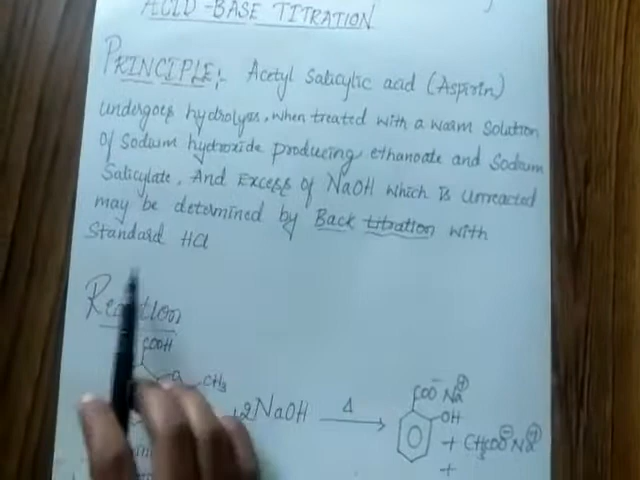 ACID-BASE TITRATION
PRINCIPLE:- Acetyl Salicylic acid (Aspirin)
undergoes hydrolysis, when treated with a warm solution
of Sodium hydroxide producing ethanoate and Sodium
Salicylate. And Excess of NaOH which is unreacted
may be determined by Back titration with
Standard HCl
Reaction
COOH
O CH3
+2NaOH Δ
COO⁻ Na⊕
OH
+ CH3COO⊖Na⊕
+